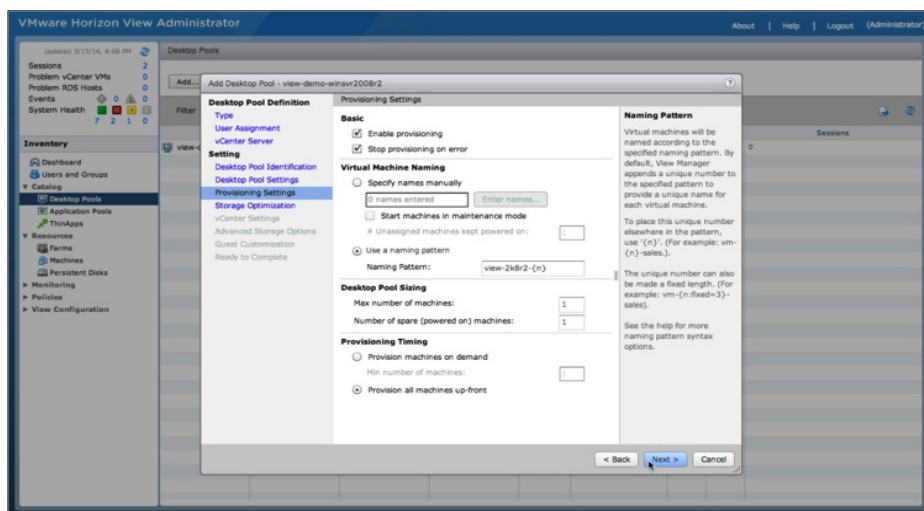 VMware Horizon View Administrator
About | Help | Logout (Administrator)
Updated 3/17/14, 4:06 PM
Sessions 2
Problem vCenter VMs 0
Problem RDS Hosts 0
Events 0 0
System Health
7 2 1 0
Inventory
Dashboard
Users and Groups
Catalog
Desktop Pools
Application Pools
ThinApps
Resources
Farms
Machines
Persistent Disks
Monitoring
Policies
View Configuration
Desktop Pools
Add...
Filter
Sessions
view-
0
Add Desktop Pool - view-demo-winsvr2008r2
?
Desktop Pool Definition
Type
User Assignment
vCenter Server
Setting
Desktop Pool Identification
Desktop Pool Settings
Provisioning Settings
Storage Optimization
vCenter Settings
Advanced Storage Options
Guest Customization
Ready to Complete
Provisioning Settings
Basic
Enable provisioning
Stop provisioning on error
Virtual Machine Naming
Specify names manually
0 names entered Enter names...
Start machines in maintenance mode
# Unassigned machines kept powered on: 1
Use a naming pattern
Naming Pattern: view-2k8r2-{n}
Desktop Pool Sizing
Max number of machines: 1
Number of spare (powered on) machines: 1
Provisioning Timing
Provision machines on demand
Min number of machines: 1
Provision all machines up-front
Naming Pattern
Virtual machines will be
named according to the
specified naming pattern. By
default, View Manager
appends a unique number to
the specified pattern to
provide a unique name for
each virtual machine.
To place this unique number
elsewhere in the pattern,
use '{n}'. (For example: vm-
{n}-sales.)
The unique number can also
be made a fixed length. (For
example: vm-{n:fixed=3}-
sales).
See the help for more
naming pattern syntax
options.
< Back Next > Cancel